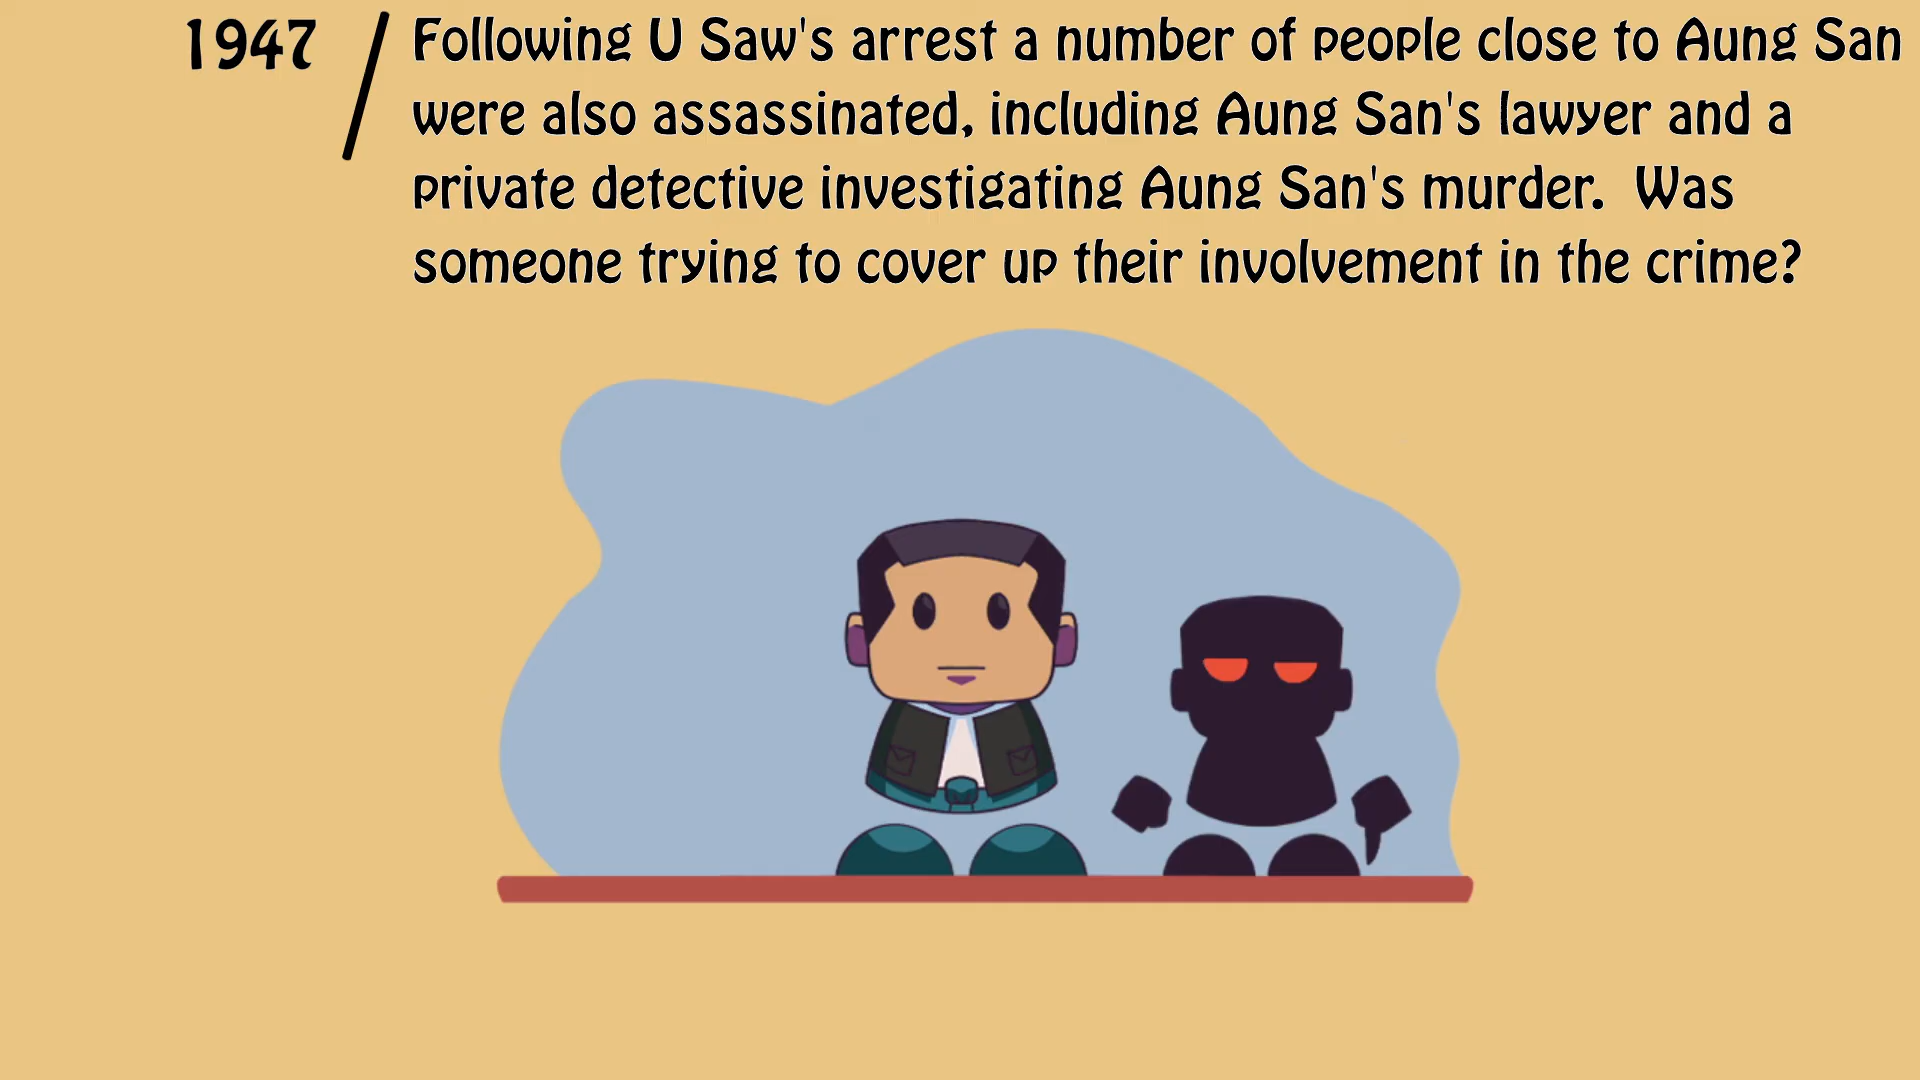 1947 / Following U Saw's arrest a number of people close to Aung San
were also assassinated, including Aung San's lawyer and a
private detective investigating Aung San's murder.  Was
someone trying to cover up their involvement in the crime?